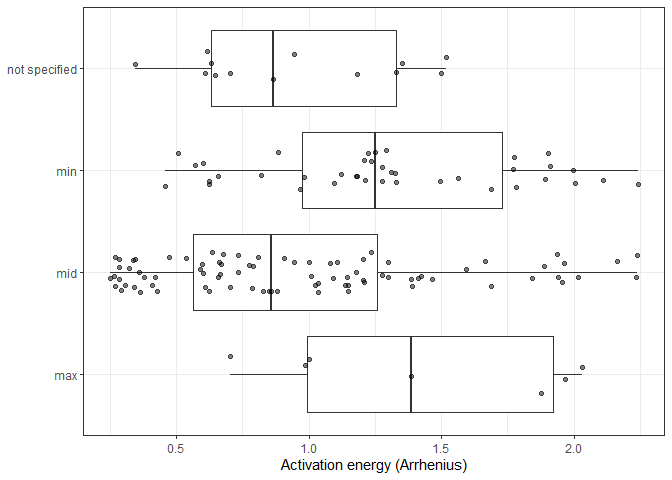 not specified
min
mid
max
0.5 1.0 1.5 2.0
Activation energy (Arrhenius)